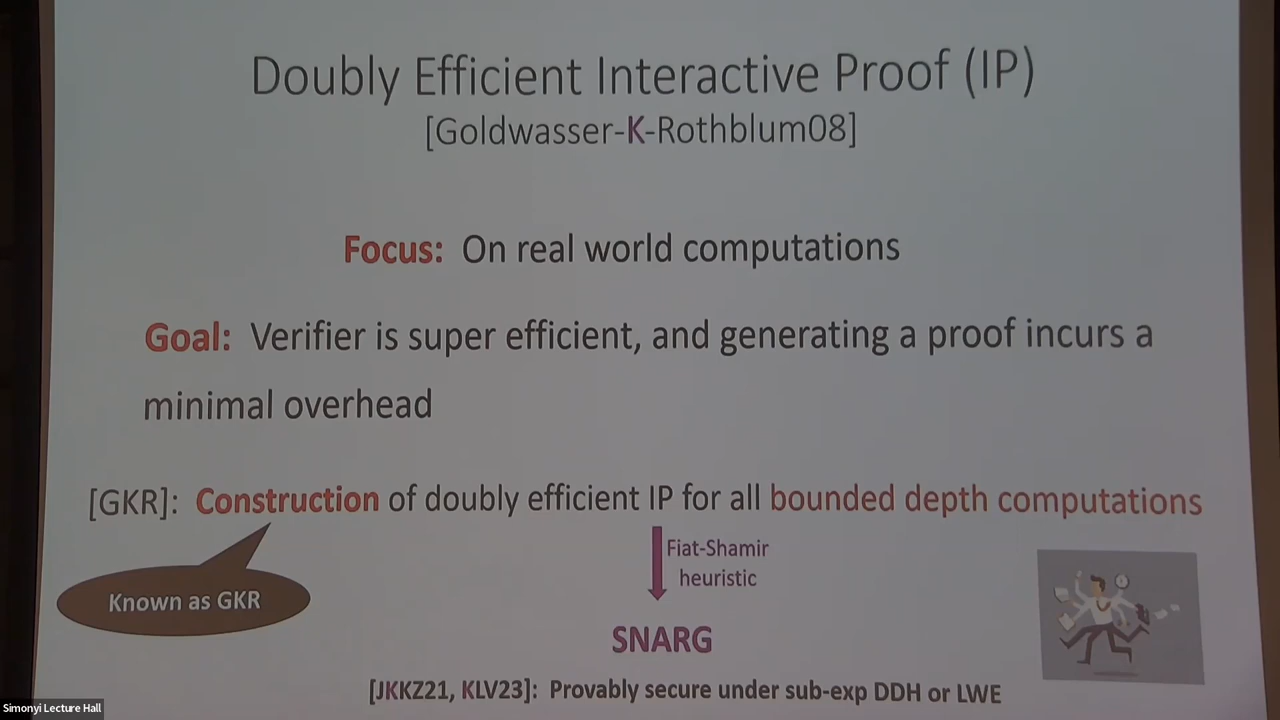 Doubly Efficient Interactive Proof (IP)
[Goldwasser-K-Rothblum08]
Focus: On real world computations
Goal: Verifier is super efficient, and generating a proof incurs a
minimal overhead
[GKR]: Construction of doubly efficient IP for all bounded depth computations
Fiat-Shamir
heuristic
Known as GKR
SNARG
[JKKZ21, KLV23]: Provably secure under sub-exp DDH or LWE
Simonyi Lecture Hall